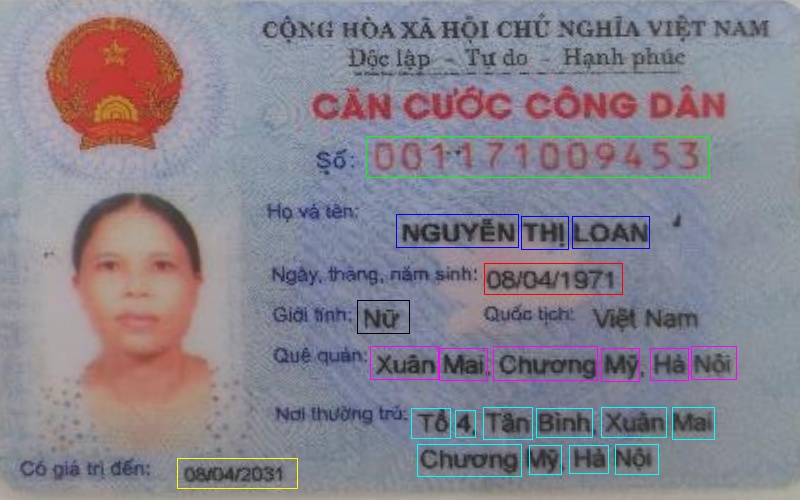 CỘNG HÒA XÃ HỘI CHỦ NGHĨA VIỆT NAM
Độc lập - Tự do - Hạnh phúc
CĂN CƯỚC CÔNG DÂN
Số: 001171009453
Họ và tên: NGUYỄN THỊ LOAN
Ngày, tháng, năm sinh: 08/04/1971
Giới tính: Nữ Quốc tịch: Việt Nam
Quê quán: Xuân Mai, Chương Mỹ, Hà Nội
Nơi thường trú: Tổ 4, Tân Bình, Xuân Mai
Chương Mỹ, Hà Nội
Có giá trị đến: 08/04/2031